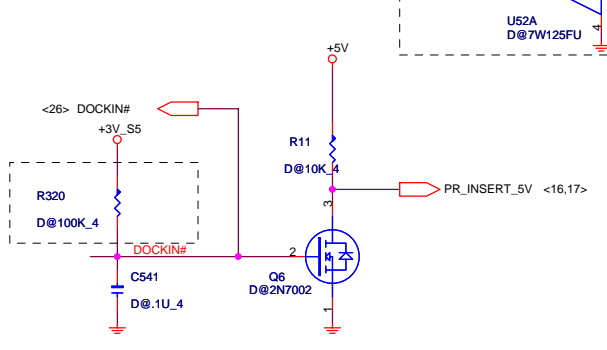 U52A
D@7W125FU
4
+5V
<26> DOCKIN#
+3V_S5
R11
D@10K_4
R320
D@100K_4
PR_INSERT_5V <16,17>
3
DOCKIN#
2
C541
D@.1U_4
Q6
D@2N7002
1